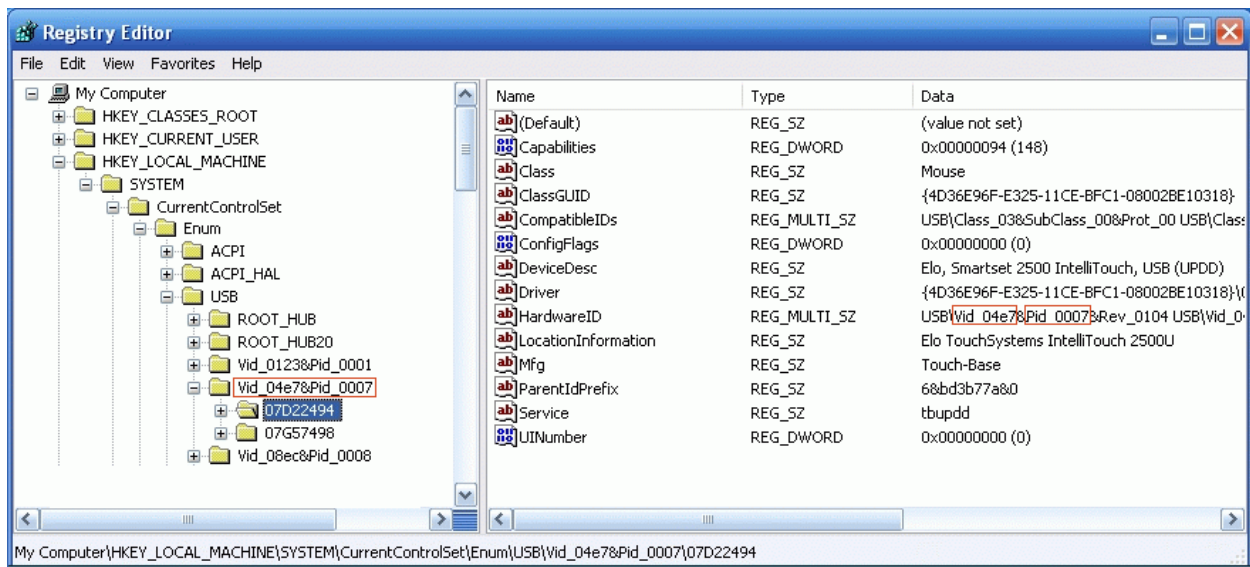 Registry Editor
File Edit View Favorites Help
My Computer
HKEY_CLASSES_ROOT
HKEY_CURRENT_USER
HKEY_LOCAL_MACHINE
SYSTEM
CurrentControlSet
Enum
ACPI
ACPI_HAL
USB
ROOT_HUB
ROOT_HUB20
Vid_0123&Pid_0001
Vid_04e7&Pid_0007
07D22494
07G57498
Vid_08ec&Pid_0008
Name Type Data
(Default) REG_SZ (value not set)
Capabilities REG_DWORD 0x00000094 (148)
Class REG_SZ Mouse
ClassGUID REG_SZ {4D36E96F-E325-11CE-BFC1-08002BE10318}
CompatibleIDs REG_MULTI_SZ USB\Class_03&SubClass_00&Prot_00 USB\Class
ConfigFlags REG_DWORD 0x00000000 (0)
DeviceDesc REG_SZ Elo, Smartset 2500 IntelliTouch, USB (UPDD)
Driver REG_SZ {4D36E96F-E325-11CE-BFC1-08002BE10318}\
HardwareID REG_MULTI_SZ USB\Vid_04e7&Pid_0007&Rev_0104 USB\Vid_0
LocationInformation REG_SZ Elo TouchSystems IntelliTouch 2500U
Mfg REG_SZ Touch-Base
ParentIdPrefix REG_SZ 6&bd3b77a&0
Service REG_SZ tbupdd
UINumber REG_DWORD 0x00000000 (0)
My Computer\HKEY_LOCAL_MACHINE\SYSTEM\CurrentControlSet\Enum\USB\Vid_04e7&Pid_0007\07D22494